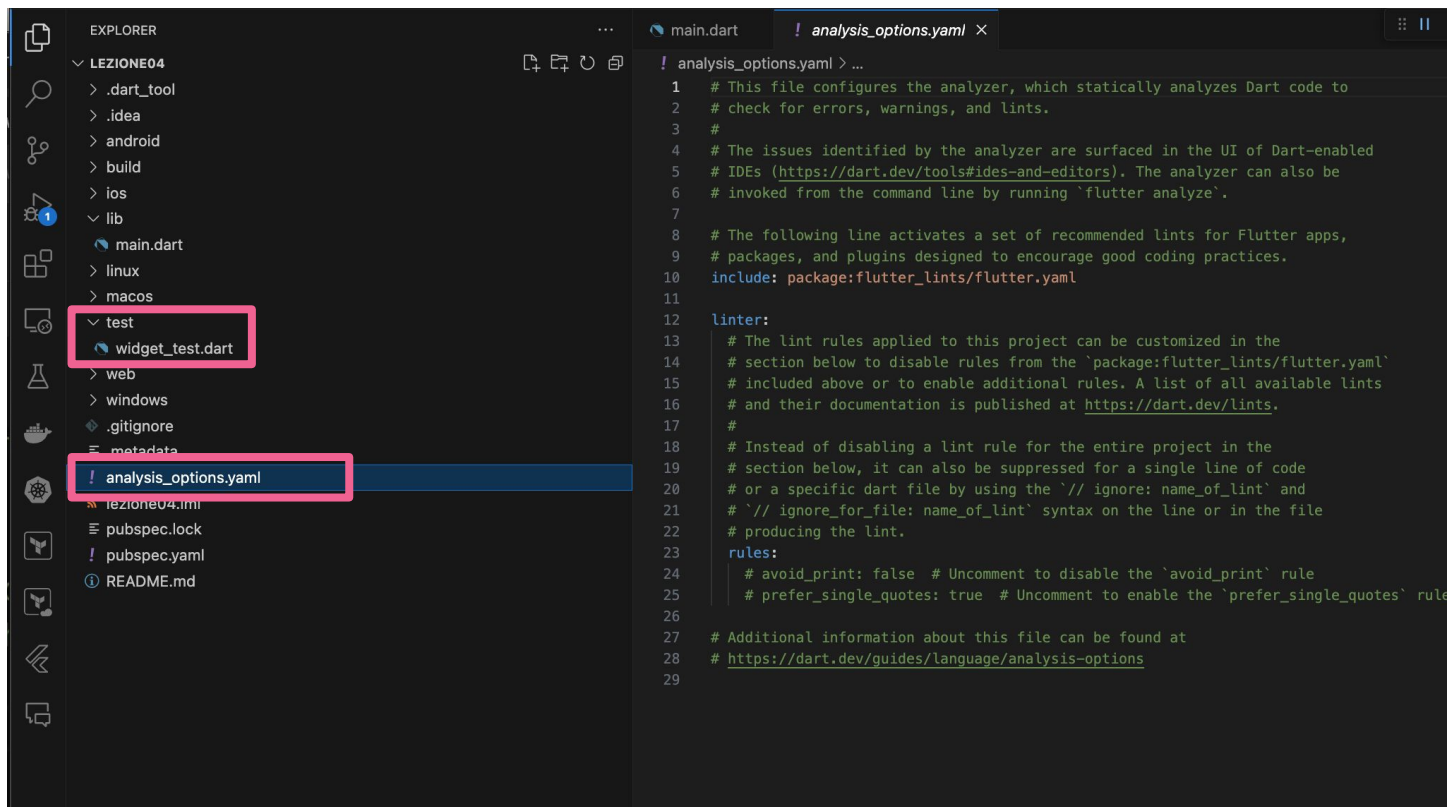 EXPLORER
LEZIONE04
.dart_tool
.idea
android
build
ios
lib
main.dart
linux
macos
test
widget_test.dart
web
windows
.gitignore
.metadata
analysis_options.yaml
lezione04.iml
pubspec.lock
pubspec.yaml
README.md
1
main.dart
! analysis_options.yaml
! analysis_options.yaml > ...
1 # This file configures the analyzer, which statically analyzes Dart code to
2 # check for errors, warnings, and lints.
3 #
4 # The issues identified by the analyzer are surfaced in the UI of Dart-enabled
5 # IDEs (https://dart.dev/tools#ides-and-editors). The analyzer can also be
6 # invoked from the command line by running `flutter analyze`.
7
8 # The following line activates a set of recommended lints for Flutter apps,
9 # packages, and plugins designed to encourage good coding practices.
10 include: package:flutter_lints/flutter.yaml
11
12 linter:
13 # The lint rules applied to this project can be customized in the
14 # section below to disable rules from the `package:flutter_lints/flutter.yaml`
15 # included above or to enable additional rules. A list of all available lints
16 # and their documentation is published at https://dart.dev/lints.
17 #
18 # Instead of disabling a lint rule for the entire project in the
19 # section below, it can also be suppressed for a single line of code
20 # or a specific dart file by using the `// ignore: name_of_lint` and
21 # `// ignore_for_file: name_of_lint` syntax on the line or in the file
22 # producing the lint.
23 rules:
24 # avoid_print: false # Uncomment to disable the `avoid_print` rule
25 # prefer_single_quotes: true # Uncomment to enable the `prefer_single_quotes` rule
26
27 # Additional information about this file can be found at
28 # https://dart.dev/guides/language/analysis-options
29